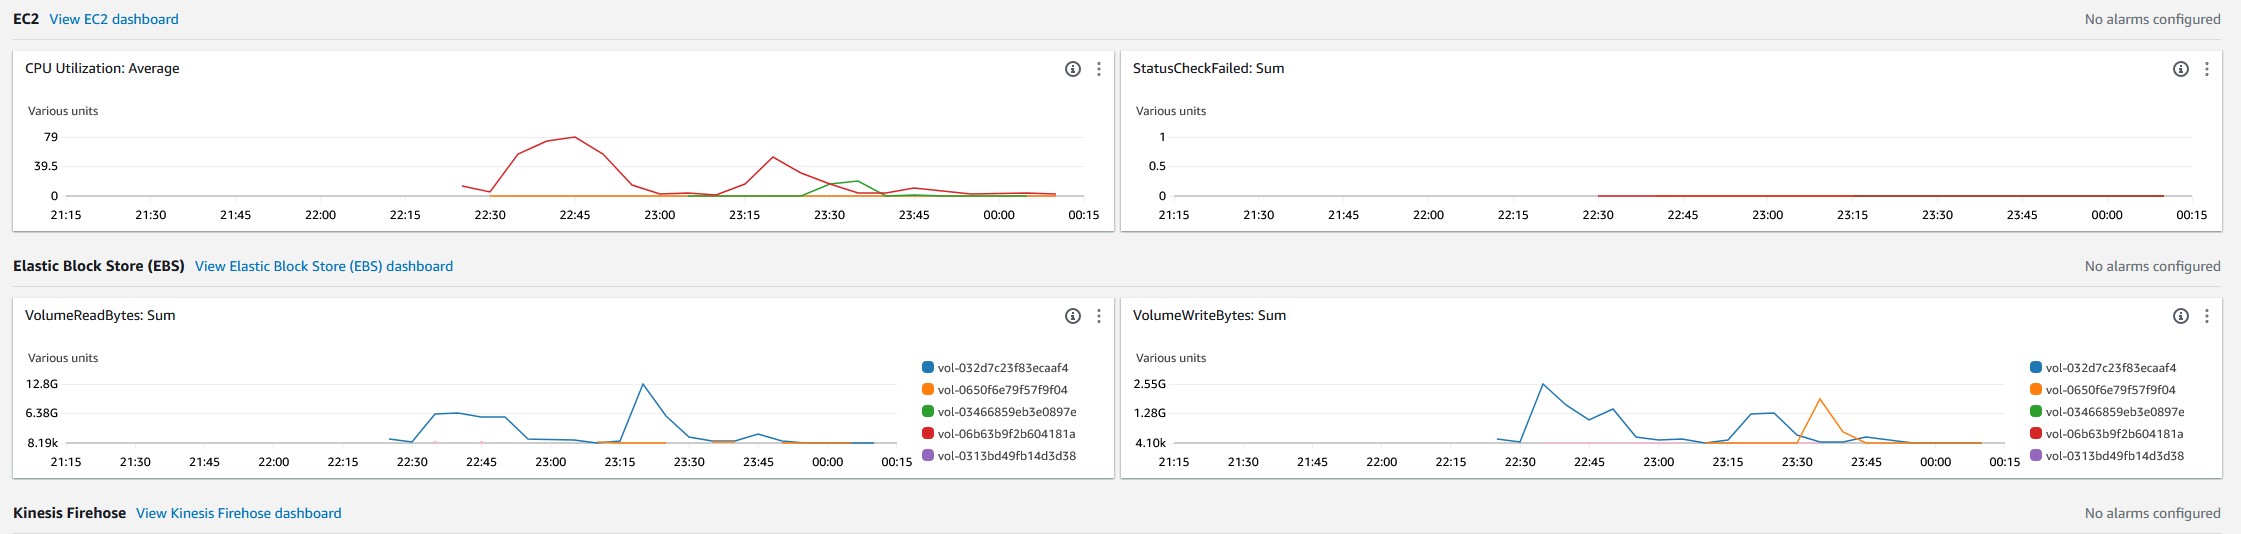 EC2 View EC2 dashboard No alarms configured
CPU Utilization: Average
Various units
79
39.5
0
21:15 21:30 21:45 22:00 22:15 22:30 22:45 23:00 23:15 23:30 23:45 00:00 00:15
StatusCheckFailed: Sum
Various units
1
0.5
0
21:15 21:30 21:45 22:00 22:15 22:30 22:45 23:00 23:15 23:30 23:45 00:00 00:15
Elastic Block Store (EBS) View Elastic Block Store (EBS) dashboard No alarms configured
VolumeReadBytes: Sum
Various units
12.8G
6.58G
8.19k
21:15 21:30 21:45 22:00 22:15 22:30 22:45 23:00 23:15 23:30 23:45 00:00 00:15
vol-032d7c23f83ecaaf4
vol-0650f6e79f57f9f04
vol-03466859eb3e0897e
vol-06b63b9f2b604181a
vol-0313bd49fb14d3d38
VolumeWriteBytes: Sum
Various units
2.55G
1.28G
4.10k
21:15 21:30 21:45 22:00 22:15 22:30 22:45 23:00 23:15 23:30 23:45 00:00 00:15
vol-032d7c23f83ecaaf4
vol-0650f6e79f57f9f04
vol-03466859eb3e0897e
vol-06b63b9f2b604181a
vol-0313bd49fb14d3d38
Kinesis Firehose View Kinesis Firehose dashboard No alarms configured